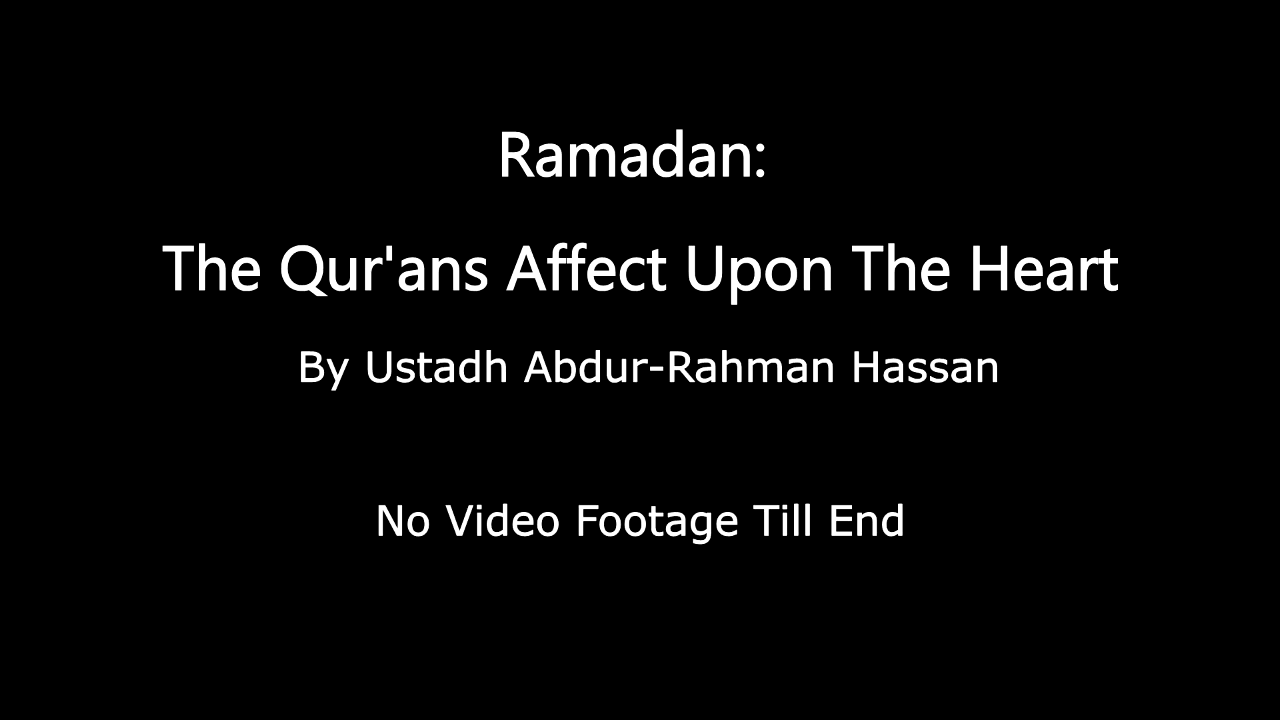 Ramadan:
The Qur'ans Affect Upon The Heart
By Ustadh Abdur-Rahman Hassan
No Video Footage Till End